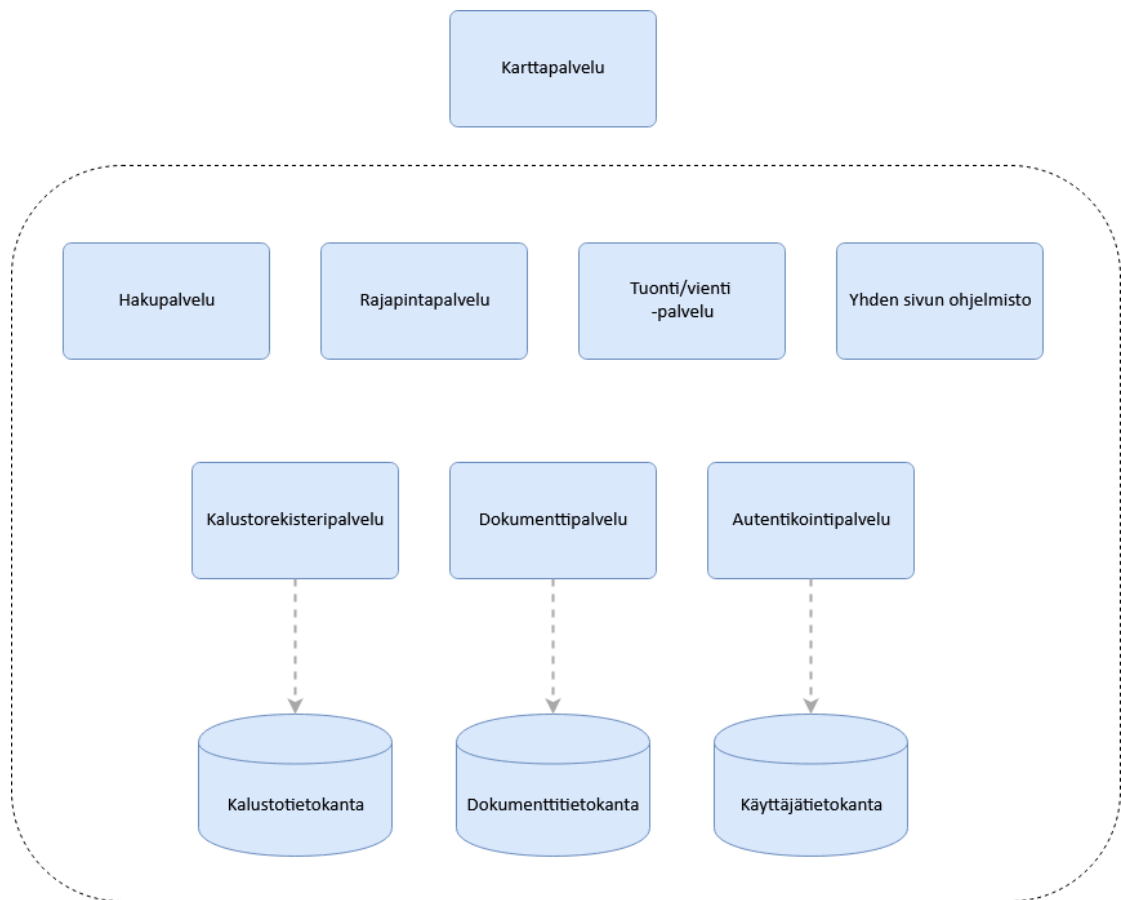 Karttapalvelu
Hakupalvelu
Rajapintapalvelu
Tuonti/vienti
-palvelu
Yhden sivun ohjelmisto
Kalustorekisteripalvelu
Dokumenttipalvelu
Autentikointipalvelu
Kalustotietokanta
Dokumenttitietokanta
Käyttäjätietokanta